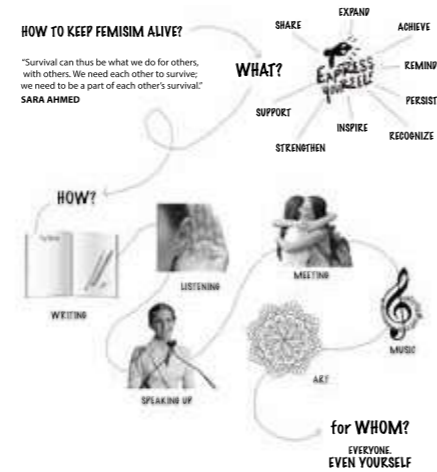 HOW TO KEEP FEMISIM ALIVE?
“Survival can thus be what we do for others,
with others. We need each other to survive;
we need to be a part of each other’s survival.”
SARA AHMED
WHAT?
EXPRESS
YOURSELF
SHARE
EXPAND
ACHIEVE
REMIND
PERSIST
RECOGNIZE
INSPIRE
STRENGTHEN
SUPPORT
HOW?
WRITING
LISTENING
SPEAKING UP
MEETING
MUSIC
ART
for WHOM?
EVERYONE.
EVEN YOURSELF